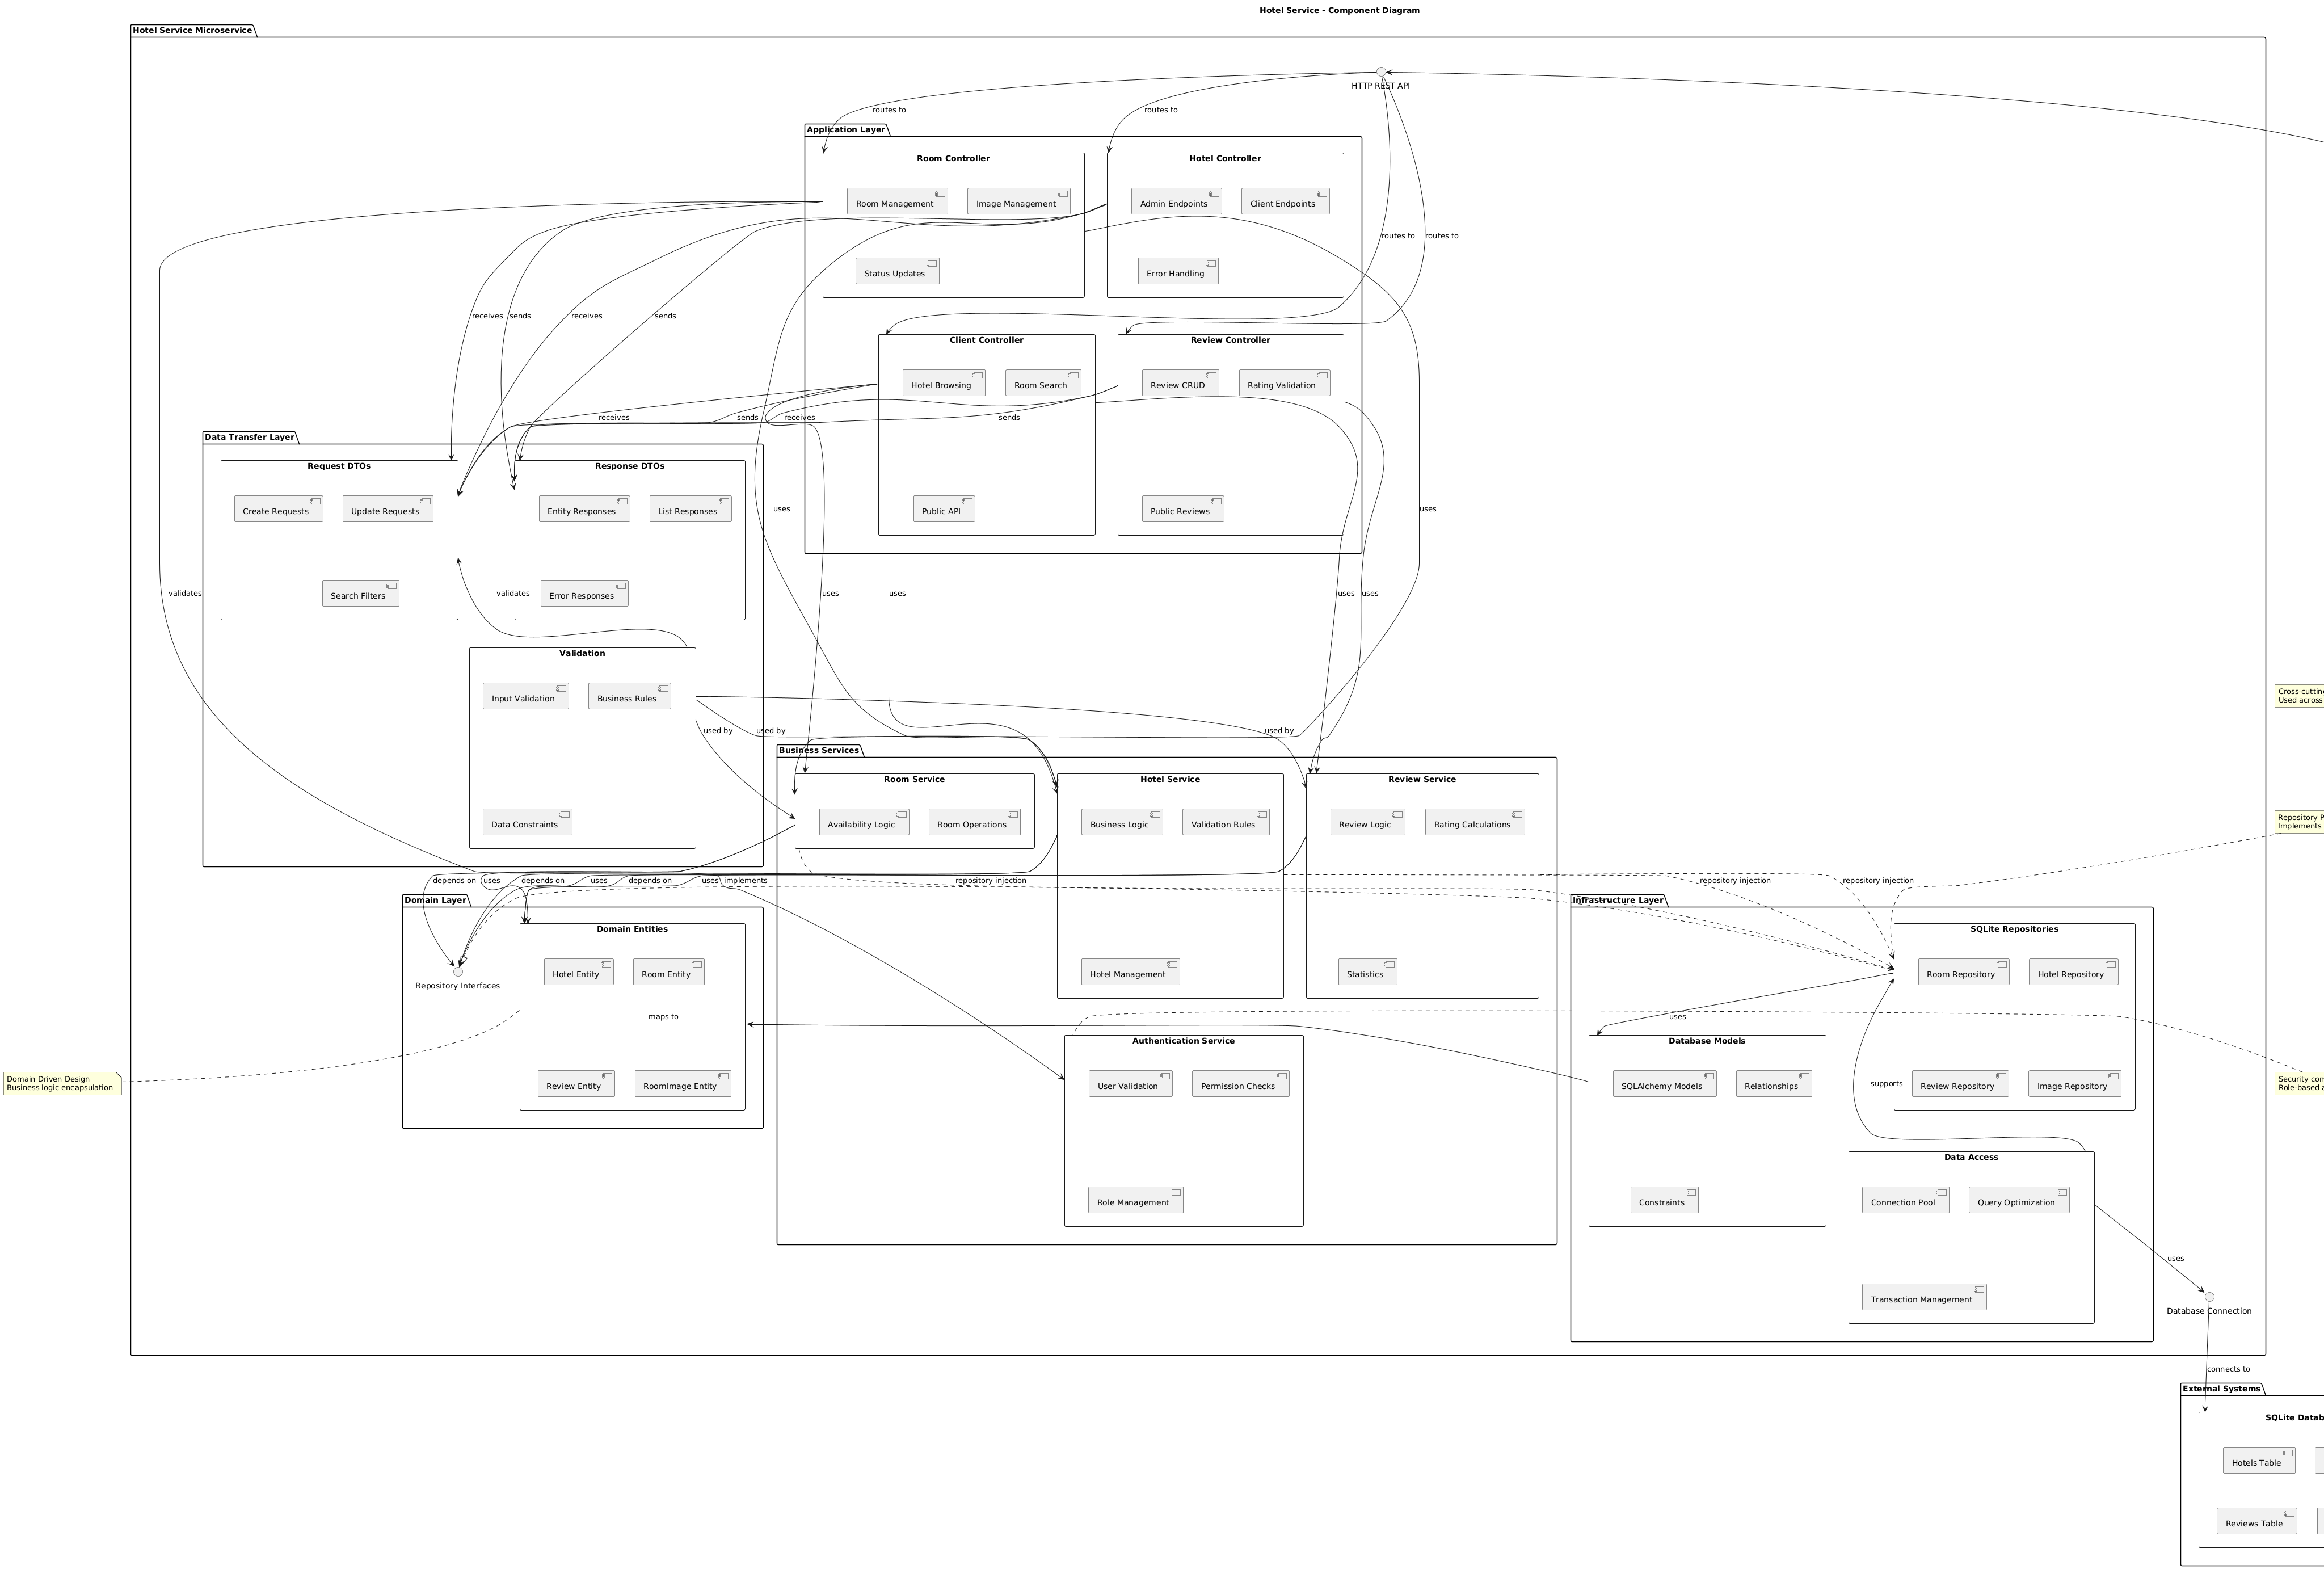 Hotel Service - Component Diagram
Hotel Service Microservice
HTTP REST API
routes to
routes to
Application Layer
Room Controller
Room Management
Image Management
Status Updates
Hotel Controller
Admin Endpoints
Client Endpoints
Error Handling
routes to
routes to
receives
sends
receives
sends
Client Controller
Hotel Browsing
Room Search
Public API
Review Controller
Review CRUD
Rating Validation
Public Reviews
receives
sends
receives
sends
Data Transfer Layer
Request DTOs
Create Requests
Update Requests
Search Filters
Response DTOs
Entity Responses
List Responses
Error Responses
uses
uses
validates
validates
uses
uses
uses
uses
Validation
Input Validation
Business Rules
Data Constraints
Cross-cutting
Used across
used by
used by
used by
Business Services
Room Service
Availability Logic
Room Operations
Hotel Service
Business Logic
Validation Rules
Hotel Management
Review Service
Review Logic
Rating Calculations
Statistics
Implements
depends on
uses
depends on
uses
depends on
uses
implements
repository injection
repository injection
repository injection
Domain Layer
Domain Entities
Hotel Entity
Room Entity
Review Entity
RoomImage Entity
Repository Interfaces
maps to
Infrastructure Layer
SQLite Repositories
Room Repository
Hotel Repository
Review Repository
Image Repository
uses
Authentication Service
User Validation
Permission Checks
Role Management
Database Models
SQLAlchemy Models
Relationships
Constraints
supports
Domain Driven Design
Business logic encapsulation
Security
Role-based
Data Access
Connection Pool
Query Optimization
Transaction Management
uses
Database Connection
connects to
External Systems
SQLite
Hotels Table
Reviews Table